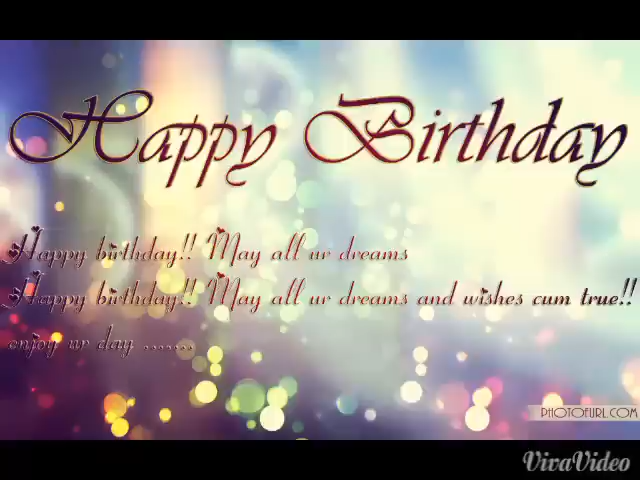 Happy Birthday
Happy birthday!! May all ur dreams
Happy birthday!! May all ur dreams and wishes cum true!!
enjoy ur day .......
PHOTOFURL.COM
VivaVideo